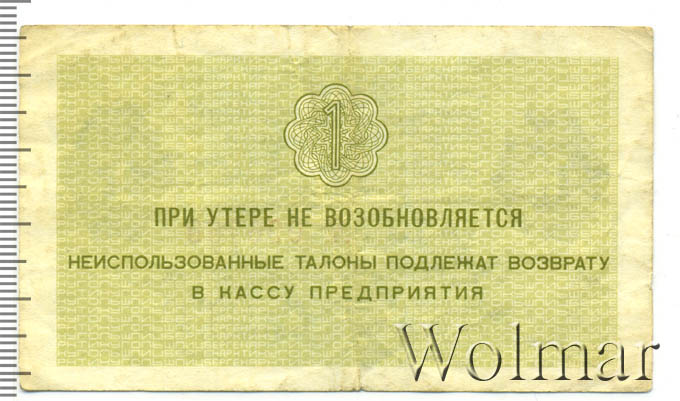 1
ПРИ УТЕРЕ НЕ ВОЗОБНОВЛЯЕТСЯ
НЕИСПОЛЬЗОВАННЫЕ ТАЛОНЫ ПОДЛЕЖАТ ВОЗВРАТУ
В КАССУ ПРЕДПРИЯТИЯ
Wolmar